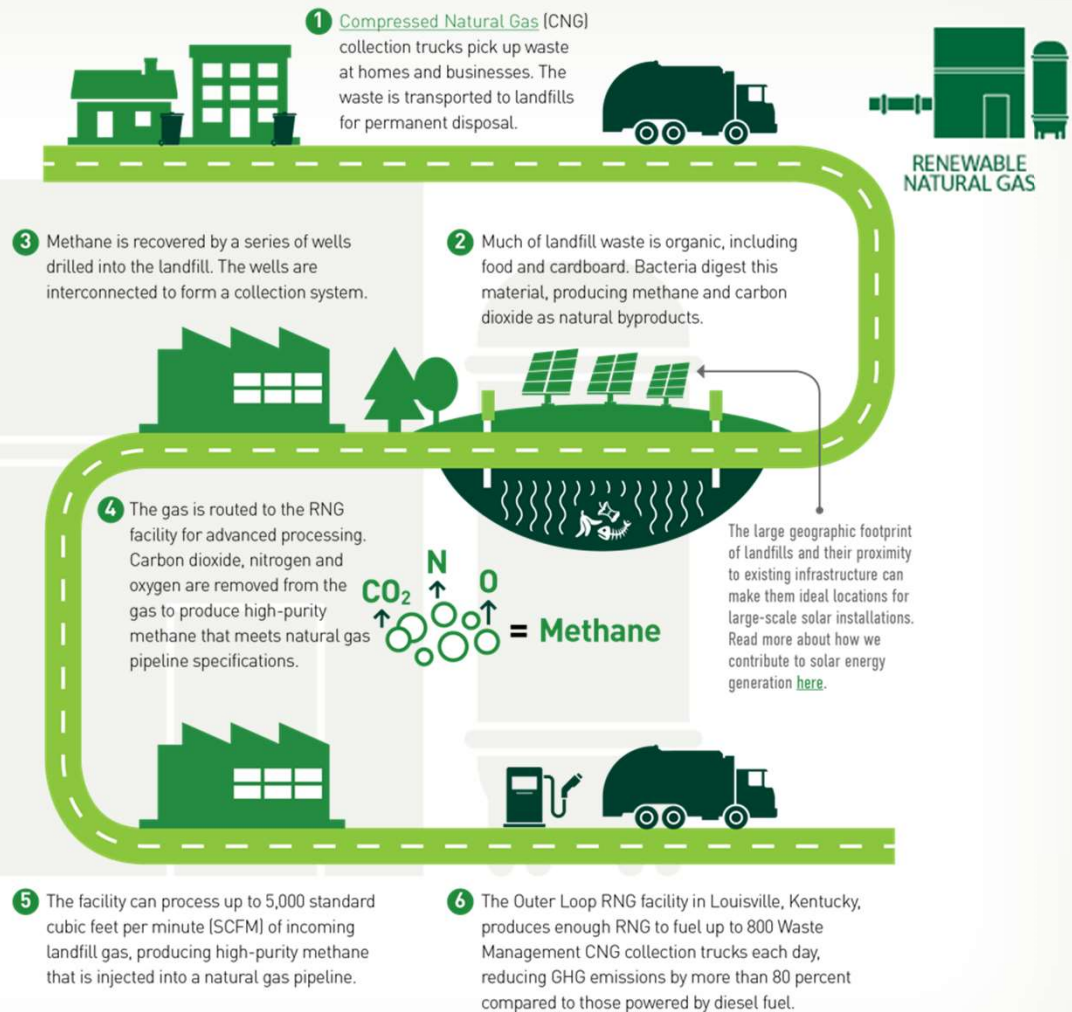 1 Compressed Natural Gas (CNG)
collection trucks pick up waste
at homes and businesses. The
waste is transported to landfills
for permanent disposal.
RENEWABLE
NATURAL GAS
2 Much of landfill waste is organic, including
food and cardboard. Bacteria digest this
material, producing methane and carbon
dioxide as natural byproducts.
3 Methane is recovered by a series of wells
drilled into the landfill. The wells are
interconnected to form a collection system.
The large geographic footprint
of landfills and their proximity
to existing infrastructure can
make them ideal locations for
large-scale solar installations.
Read more about how we
contribute to solar energy
generation here.
4 The gas is routed to the RNG
facility for advanced processing.
Carbon dioxide, nitrogen and
oxygen are removed from the
gas to produce high-purity
methane that meets natural gas
pipeline specifications.
CO₂ N O
= Methane
5 The facility can process up to 5,000 standard
cubic feet per minute (SCFM) of incoming
landfill gas, producing high-purity methane
that is injected into a natural gas pipeline.
6 The Outer Loop RNG facility in Louisville, Kentucky,
produces enough RNG to fuel up to 800 Waste
Management CNG collection trucks each day,
reducing GHG emissions by more than 80 percent
compared to those powered by diesel fuel.